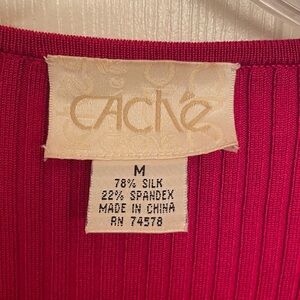 caché
M
78% SILK
22% SPANDEX
MADE IN CHINA
RN 74578